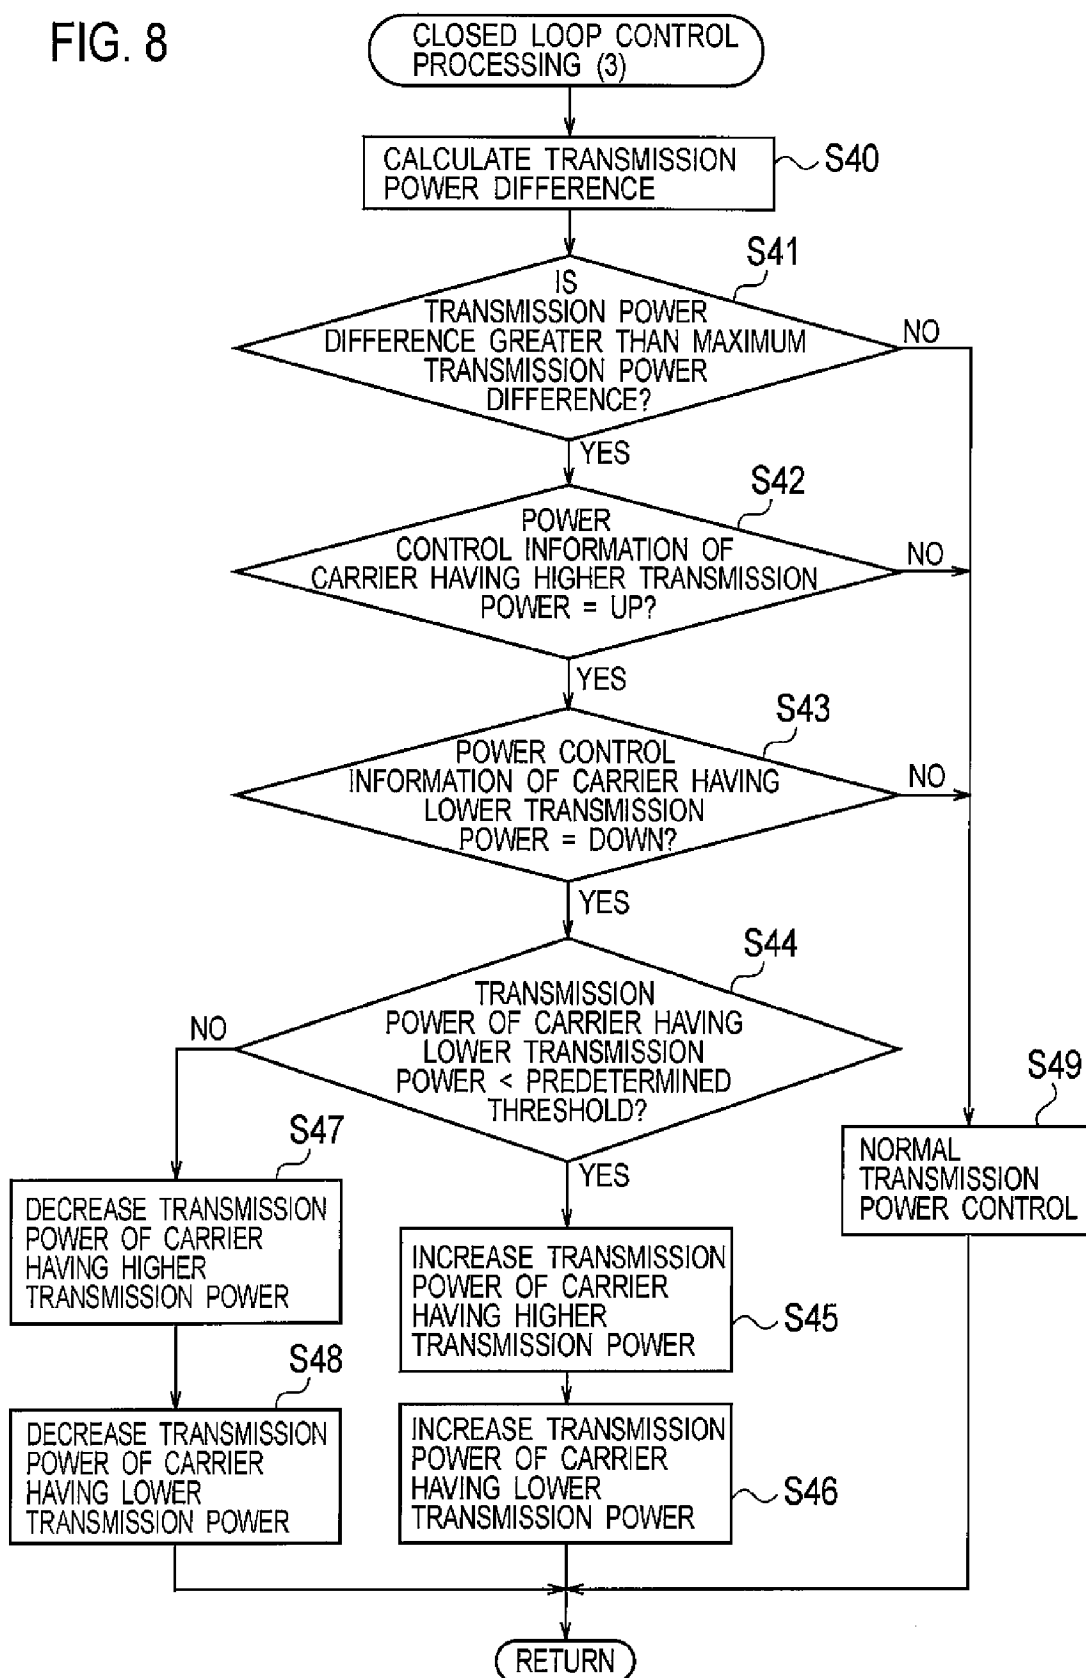 FIG. 8
CLOSED LOOP CONTROL
PROCESSING (3)
CALCULATE TRANSMISSION
POWER DIFFERENCE
S40
S41
IS
TRANSMISSION POWER
DIFFERENCE GREATER THAN MAXIMUM
TRANSMISSION POWER
DIFFERENCE?
NO
YES
S42
POWER
CONTROL INFORMATION OF
CARRIER HAVING HIGHER TRANSMISSION
POWER = UP?
NO
YES
S43
POWER CONTROL
INFORMATION OF CARRIER HAVING
LOWER TRANSMISSION
POWER = DOWN?
NO
YES
S44
TRANSMISSION
POWER OF CARRIER HAVING
LOWER TRANSMISSION
POWER < PREDETERMINED
THRESHOLD?
NO
YES
S47
DECREASE TRANSMISSION
POWER OF CARRIER
HAVING HIGHER
TRANSMISSION POWER
S48
DECREASE TRANSMISSION
POWER OF CARRIER
HAVING LOWER
TRANSMISSION POWER
INCREASE TRANSMISSION
POWER OF CARRIER
HAVING HIGHER
TRANSMISSION POWER
S45
INCREASE TRANSMISSION
POWER OF CARRIER
HAVING LOWER
TRANSMISSION POWER
S46
S49
NORMAL
TRANSMISSION
POWER CONTROL
RETURN